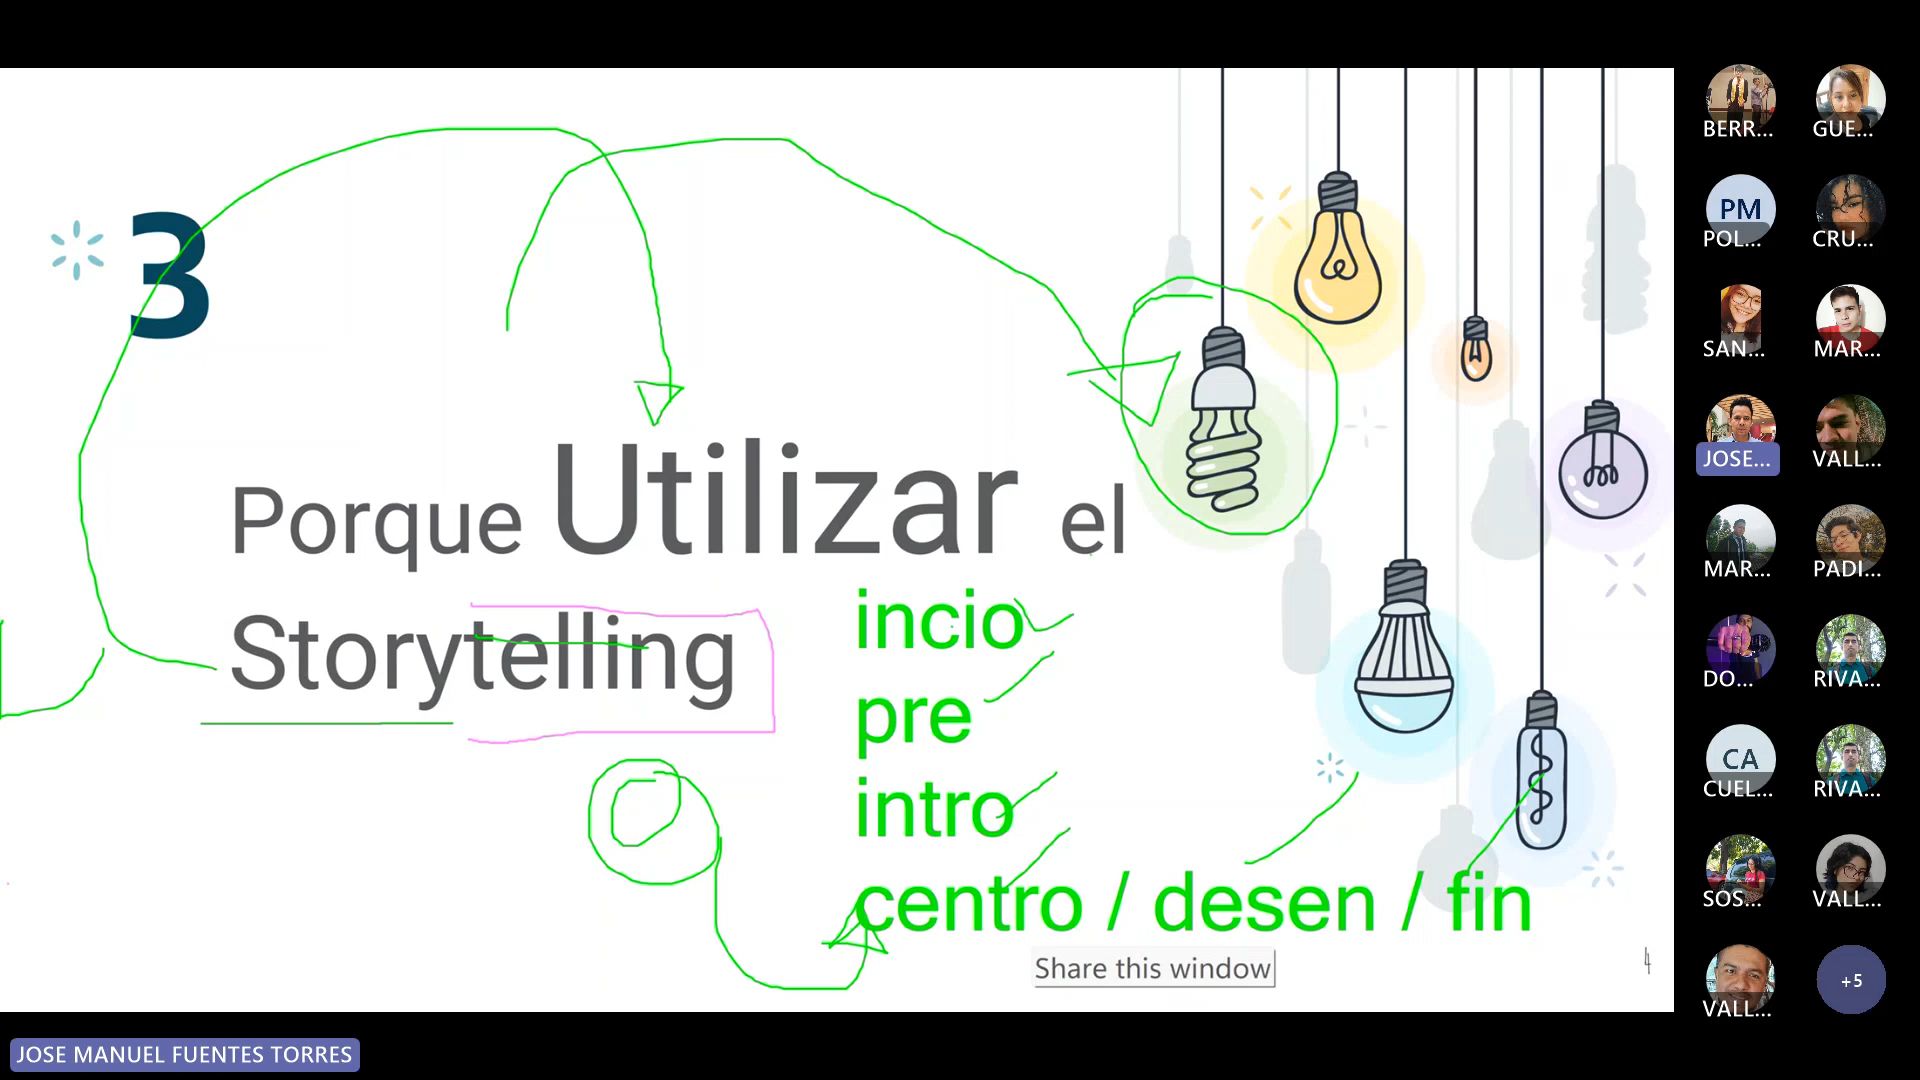 3
Porque Utilizar el
Storytelling
incio
pre
intro
centro / desen / fin
Share this window
4
BERR...
GUE...
PM
POL...
CRU...
SAN...
MAR...
JOSE...
VALL...
MAR...
PADI...
DO...
RIVA...
CA
CUEL...
RIVA...
SOS...
VALL...
VALL...
+5
JOSE MANUEL FUENTES TORRES